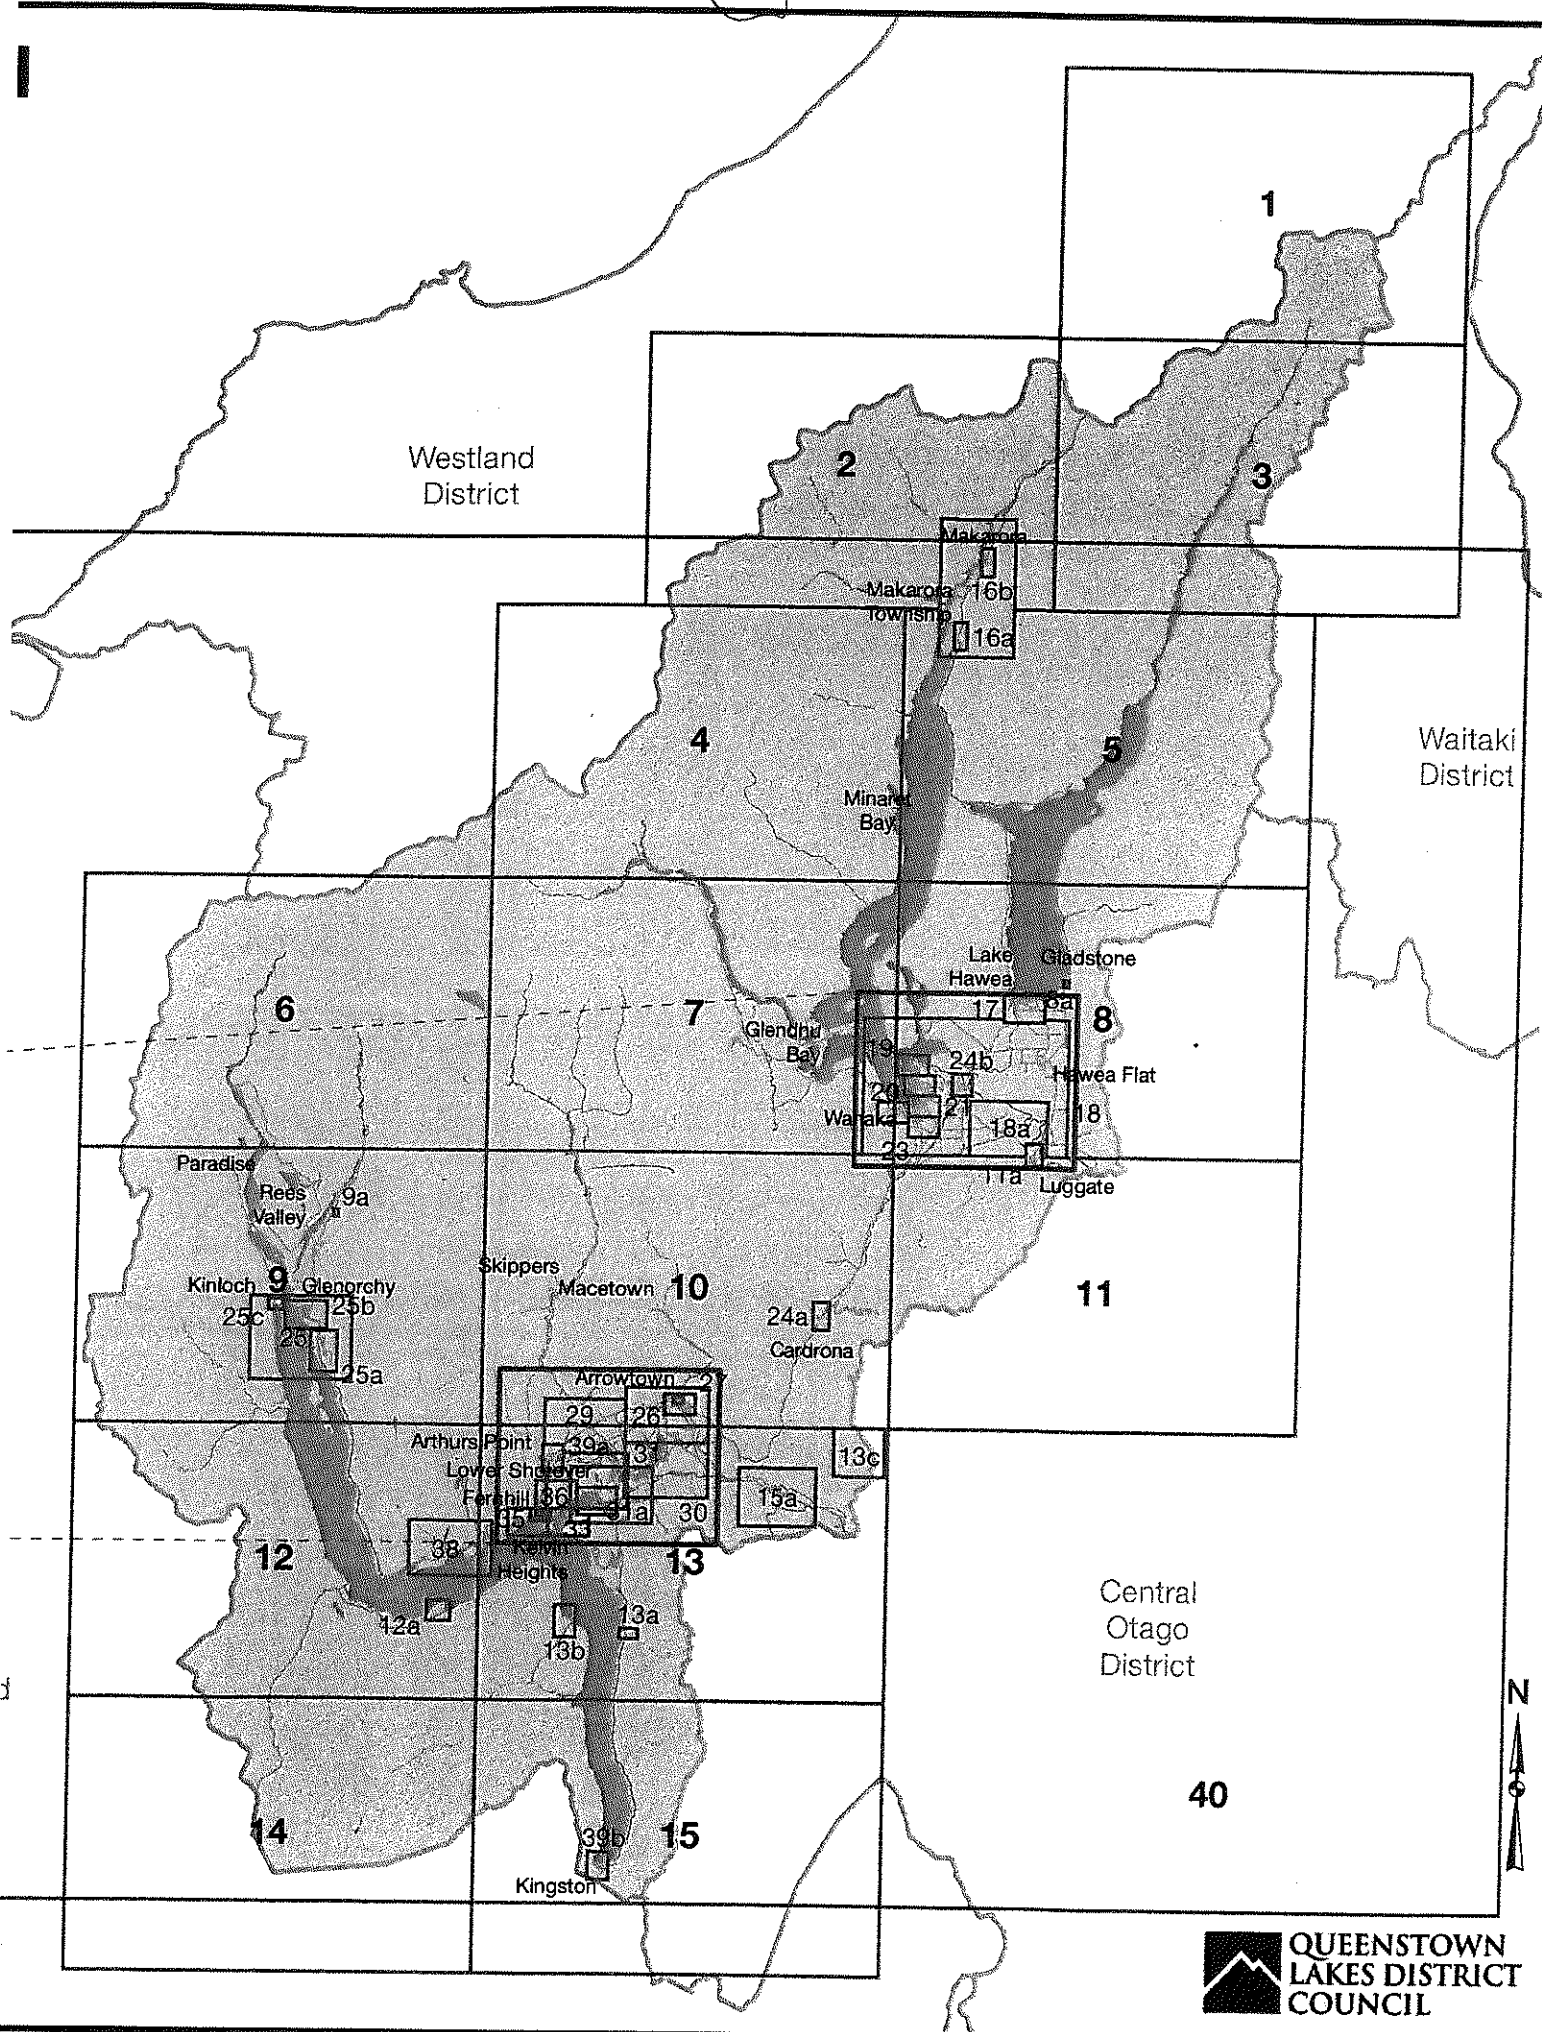 1
Westland
District
2
3
Makarora
Makarora
Township
16b
16a
4
5
Waitaki
District
Minaret
Bay
Lake
Hawea
Gladstone
6
7
17
8a
8
Glendhu
Bay
19
24b
Hawea Flat
20
21
Wanaka
18a
18
23
11a
Luggate
Paradise
Rees
Valley
9a
Skippers
Kinloch
9
Glenorchy
Macetown
10
11
25c
25b
24a
25
Cardrona
25a
Arrowtown
27
29
26
Arthurs Point
39a
13c
Lower Shotover
Fernhill
36
15a
35
31a
30
33
12
38
Kelvin
Heights
13
12a
13a
13b
Central
Otago
District
N
40
14
15
39b
Kingston
QUEENSTOWN
LAKES DISTRICT
COUNCIL